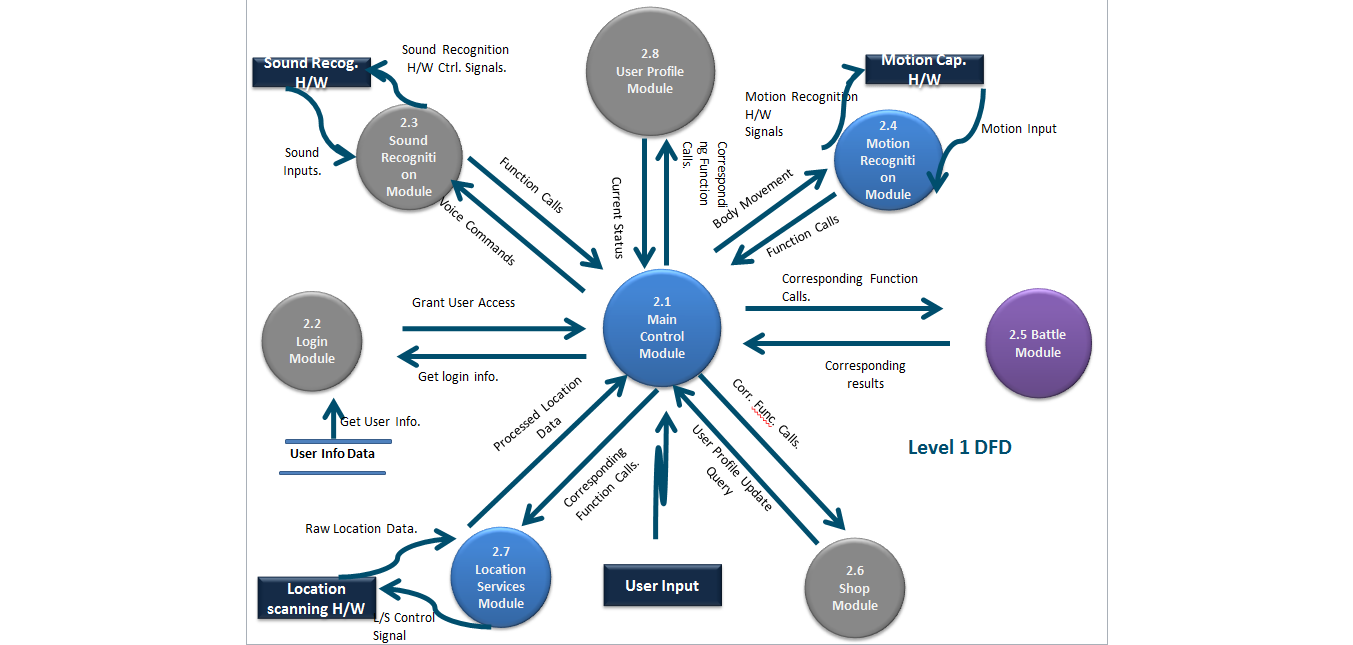 Sound Recog.
H/W
Sound Recognition
H/W Ctrl. Signals.
2.8
User Profile
Module
Motion Cap.
H/W
Motion Recognition
H/W
Signals
2.4
Motion
Recogniti
on
Module
Motion Input
2.3
Sound
Recogniti
on
Module
Sound
Inputs.
Function Calls
Voice Commands
Current Status
Correspondi
ng Function
Calls.
Body Movement
Function Calls
Corresponding Function
Calls.
2.1
Main
Control
Module
2.5 Battle
Module
Corresponding
results
Grant User Access
2.2
Login
Module
Get login info.
Get User Info.
User Info Data
Processed Location
Data
Corresponding
Function Calls.
User Profile Update
Query
Corr. Func. Calls.
Level 1 DFD
Raw Location Data.
2.7
Location
Services
Module
Location
scanning H/W
L/S Control
Signal
User Input
2.6
Shop
Module